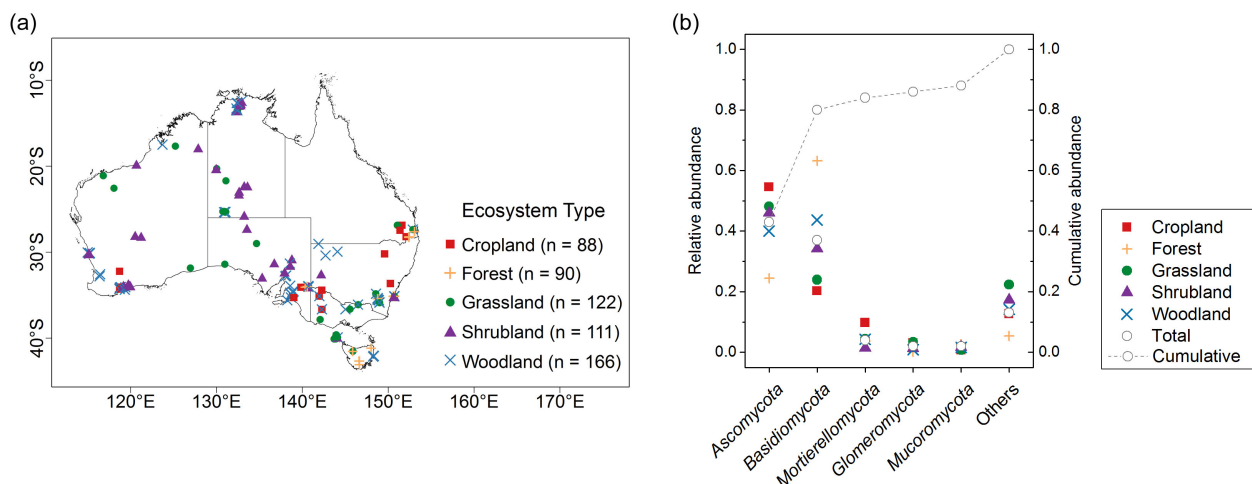 (a)
10°S
20°S
30°S
40°S
120°E 130°E 140°E 150°E 160°E 170°E
Ecosystem Type
Cropland (n = 88)
Forest (n = 90)
Grassland (n = 122)
Shrubland (n = 111)
Woodland (n = 166)
(b)
Relative abundance
1.0
0.8
0.6
0.4
0.2
0.0
Cumulative abundance
1.0
0.8
0.6
0.4
0.2
0.0
Ascomycota
Basidiomycota
Mortierellomycota
Glomeromycota
Mucoromycota
Others
Cropland
Forest
Grassland
Shrubland
Woodland
Total
Cumulative